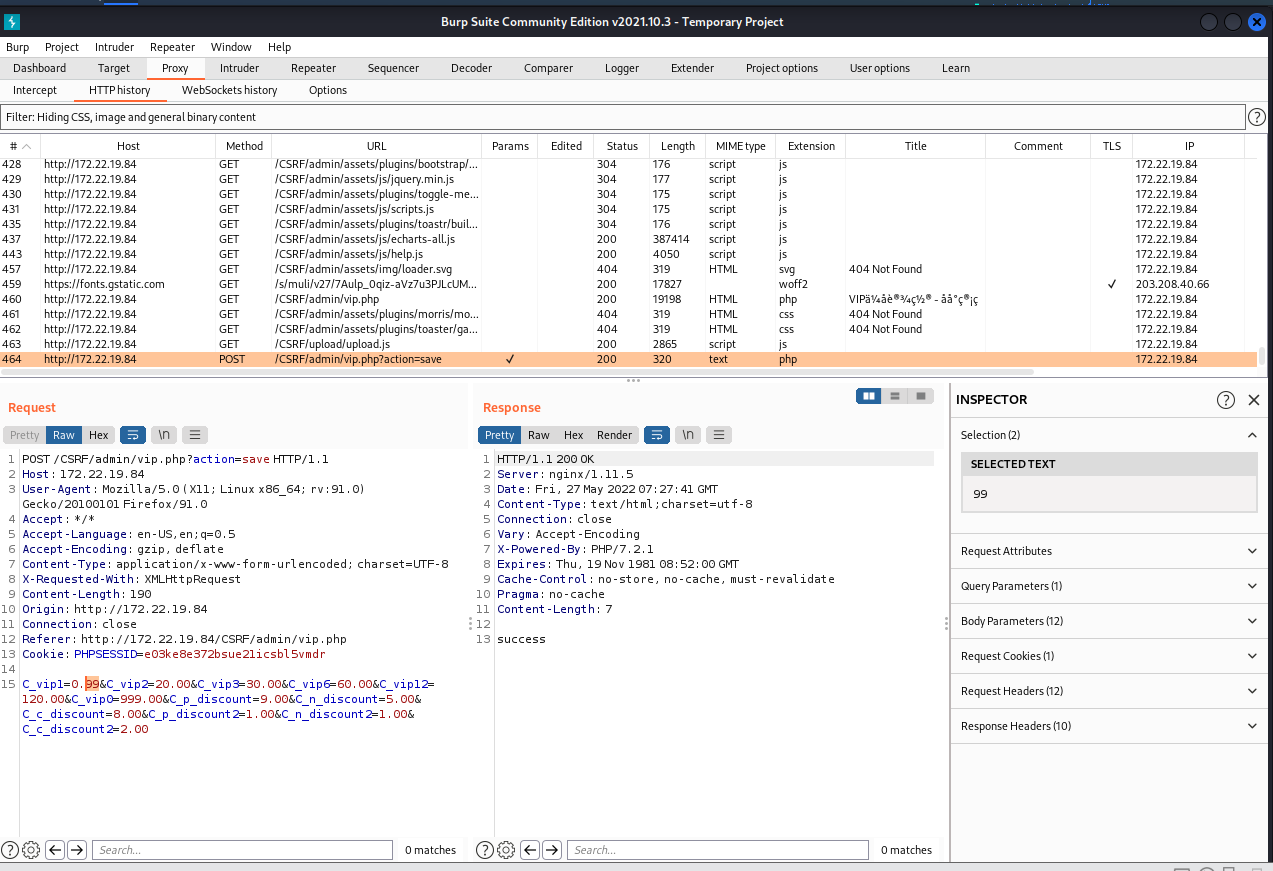 Burp Suite Community Edition v2021.10.3 - Temporary Project
Burp Project Intruder Repeater Window Help
Dashboard Target Proxy Intruder Repeater Sequencer Decoder Comparer Logger Extender Project options User options Learn
Intercept HTTP history WebSockets history Options
Filter: Hiding CSS, image and general binary content
# Host Method URL Params Edited Status Length MIME type Extension Title Comment TLS IP
428 http://172.22.19.84 GET /CSRF/admin/assets/plugins/bootstrap/... 304 176 script js 172.22.19.84
429 http://172.22.19.84 GET /CSRF/admin/assets/js/jquery.min.js 304 177 script js 172.22.19.84
430 http://172.22.19.84 GET /CSRF/admin/assets/plugins/toggle-me... 304 175 script js 172.22.19.84
431 http://172.22.19.84 GET /CSRF/admin/assets/js/scripts.js 304 175 script js 172.22.19.84
435 http://172.22.19.84 GET /CSRF/admin/assets/plugins/toastr/buil... 304 176 script js 172.22.19.84
437 http://172.22.19.84 GET /CSRF/admin/assets/js/echarts-all.js 200 387414 script js 172.22.19.84
443 http://172.22.19.84 GET /CSRF/admin/assets/js/help.js 200 4050 script js 172.22.19.84
457 http://172.22.19.84 GET /CSRF/admin/assets/img/loader.svg 404 319 HTML svg 404 Not Found 172.22.19.84
459 https://fonts.gstatic.com GET /s/muli/v27/7Aulp_0qiz-aVz7u3PJLcUM... 200 17827 woff2 ✓ 203.208.40.66
460 http://172.22.19.84 GET /CSRF/admin/vip.php 200 19198 HTML php 172.22.19.84
461 http://172.22.19.84 GET /CSRF/admin/assets/plugins/morris/mo... 404 319 HTML css 404 Not Found 172.22.19.84
462 http://172.22.19.84 GET /CSRF/admin/assets/plugins/toaster/ga... 404 319 HTML css 404 Not Found 172.22.19.84
463 http://172.22.19.84 GET /CSRF/upload/upload.js 200 2865 script js 172.22.19.84
464 http://172.22.19.84 POST /CSRF/admin/vip.php?action=save ✓ 200 320 text php 172.22.19.84
Request
Pretty Raw Hex \n
1 POST /CSRF/admin/vip.php?action=save HTTP/1.1
2 Host: 172.22.19.84
3 User-Agent: Mozilla/5.0 (X11; Linux x86_64; rv:91.0)
Gecko/20100101 Firefox/91.0
4 Accept: */*
5 Accept-Language: en-US,en;q=0.5
6 Accept-Encoding: gzip, deflate
7 Content-Type: application/x-www-form-urlencoded; charset=UTF-8
8 X-Requested-With: XMLHttpRequest
9 Content-Length: 190
10 Origin: http://172.22.19.84
11 Connection: close
12 Referer: http://172.22.19.84/CSRF/admin/vip.php
13 Cookie: PHPSESSID=e03ke8e372bsue21icsbl5vmdr
14
15 C_vip1=0.99&C_vip2=20.00&C_vip3=30.00&C_vip6=60.00&C_vip12=
120.00&C_vip0=999.00&C_p_discount=9.00&C_n_discount=5.00&
C_c_discount=8.00&C_p_discount2=1.00&C_n_discount2=1.00&
C_c_discount2=2.00
Search... 0 matches
Response
Pretty Raw Hex Render \n
1 HTTP/1.1 200 OK
2 Server: nginx/1.11.5
3 Date: Fri, 27 May 2022 07:27:41 GMT
4 Content-Type: text/html;charset=utf-8
5 Connection: close
6 Vary: Accept-Encoding
7 X-Powered-By: PHP/7.2.1
8 Expires: Thu, 19 Nov 1981 08:52:00 GMT
9 Cache-Control: no-store, no-cache, must-revalidate
10 Pragma: no-cache
11 Content-Length: 7
12
13 success
Search... 0 matches
INSPECTOR
Selection (2)
SELECTED TEXT
99
Request Attributes
Query Parameters (1)
Body Parameters (12)
Request Cookies (1)
Request Headers (12)
Response Headers (10)